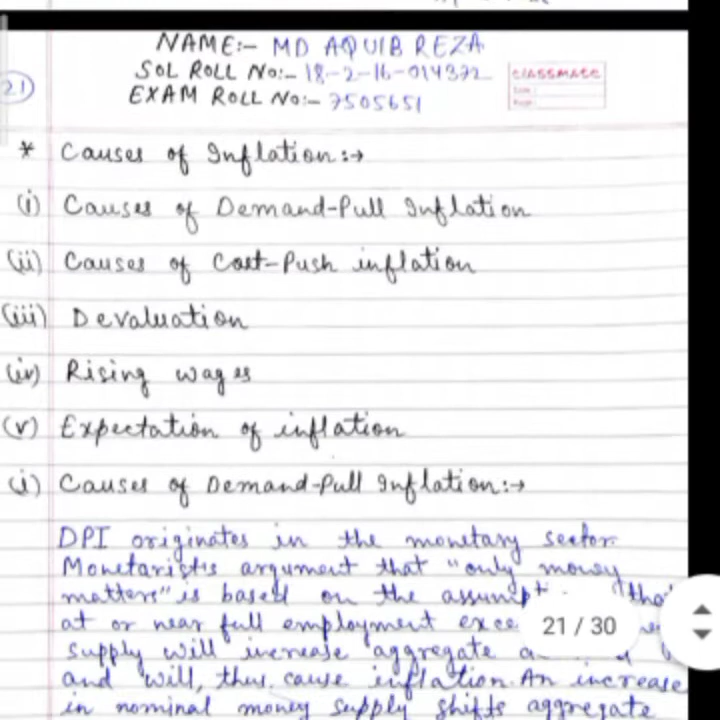 NAME:- MD AQUIB REZA
SOL ROLL No:- 18-2-16-014372
CLASSMATE
21
EXAM ROLL No:- 7505651
* Causes of Inflation:→
(i) Causes of Demand-Pull Inflation
(ii) Causes of Cost-Push inflation
(iii) Devaluation
(iv) Rising wages
(v) Expectation of inflation
(i) Causes of Demand-Pull Inflation:→
DPI originates in the monetary sector.
Monetarist's argument that "only money
matters" is based on the
at or near full employment
21 / 30
supply will increase aggregate
and will, thus, cause inflation. An increase
in nominal money supply shifts aggregate